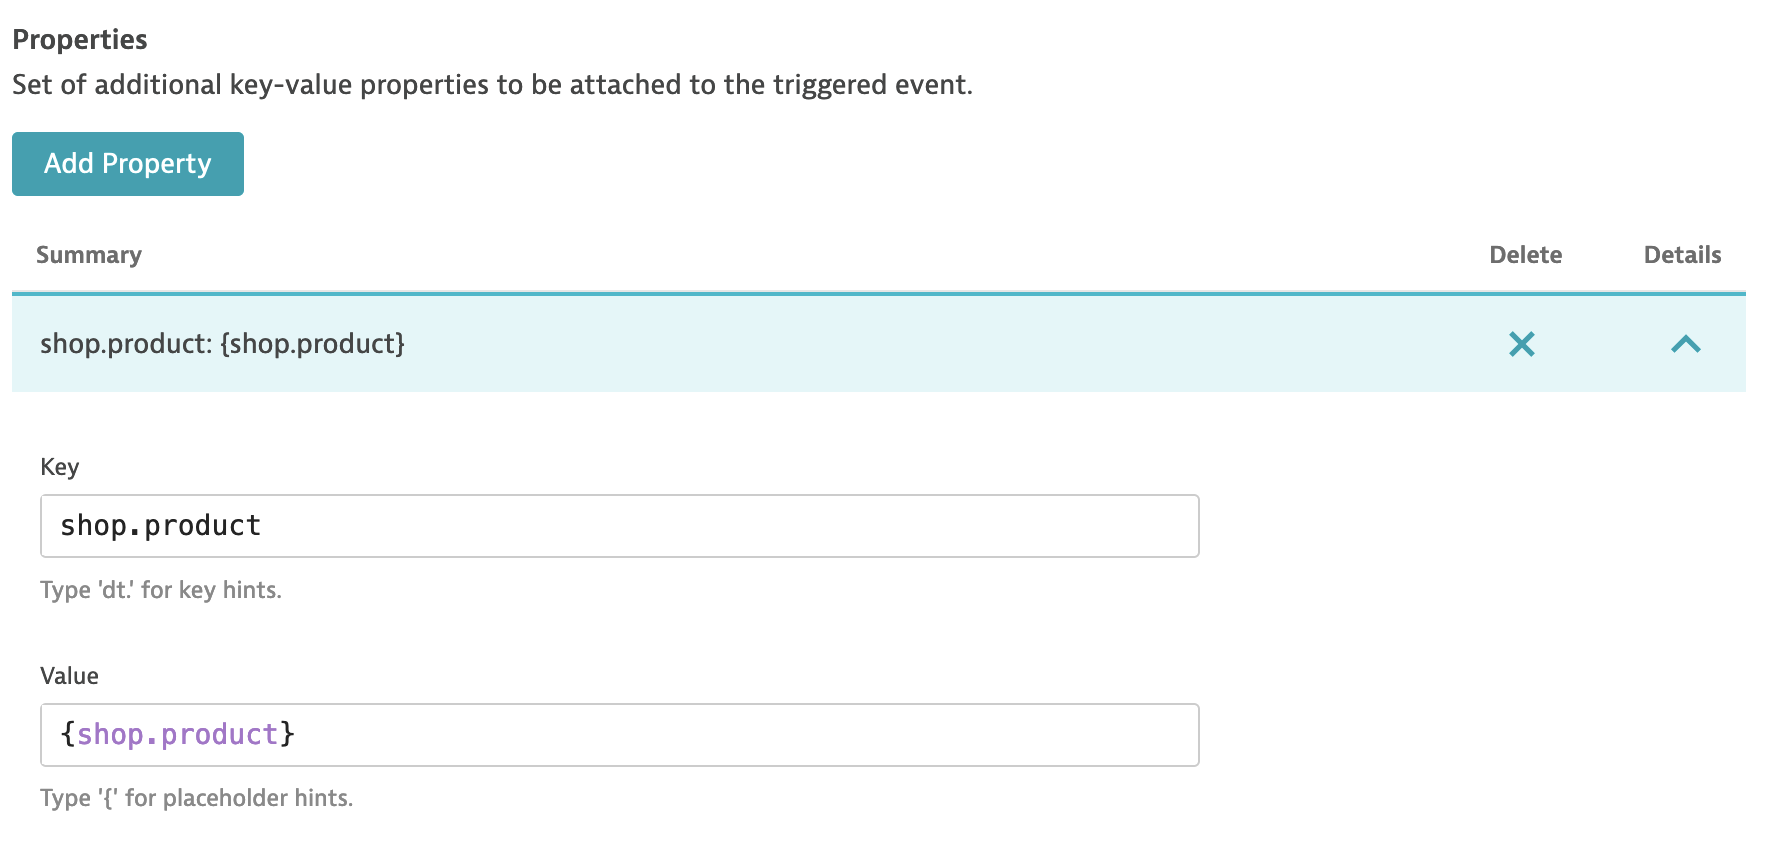 Properties
Set of additional key-value properties to be attached to the triggered event.
Add Property
Summary Delete Details
shop.product: {shop.product}
Key
shop.product
Type 'dt.' for key hints.
Value
{shop.product}
Type '{' for placeholder hints.